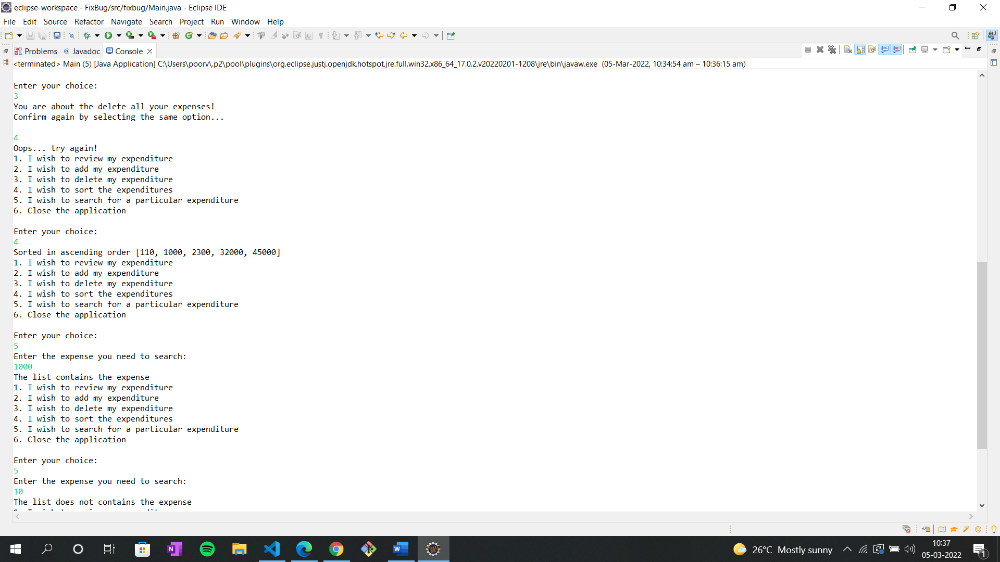 eclipse-workspace - FixBug/src/fixbug/Main.java - Eclipse IDE
File Edit Source Refactor Navigate Search Project Run Window Help
Problems Javadoc Console
<terminated> Main (5) [Java Application] C:\Users\poorv\.p2\pool\plugins\org.eclipse.justj.openjdk.hotspot.jre.full.win32.x86_64_17.0.2.v20220201-1208\jre\bin\javaw.exe (05-Mar-2022, 10:34:54 am – 10:36:15 am)
Enter your choice:
3
You are about the delete all your expenses!
Confirm again by selecting the same option...
4
Oops... try again!
1. I wish to review my expenditure
2. I wish to add my expenditure
3. I wish to delete my expenditure
4. I wish to sort the expenditures
5. I wish to search for a particular expenditure
6. Close the application
Enter your choice:
4
Sorted in ascending order [110, 1000, 2300, 32000, 45000]
1. I wish to review my expenditure
2. I wish to add my expenditure
3. I wish to delete my expenditure
4. I wish to sort the expenditures
5. I wish to search for a particular expenditure
6. Close the application
Enter your choice:
5
Enter the expense you need to search:
1000
The list contains the expense
1. I wish to review my expenditure
2. I wish to add my expenditure
3. I wish to delete my expenditure
4. I wish to sort the expenditures
5. I wish to search for a particular expenditure
6. Close the application
Enter your choice:
5
Enter the expense you need to search:
10
The list does not contains the expense
26°C Mostly sunny
10:37
05-03-2022
1